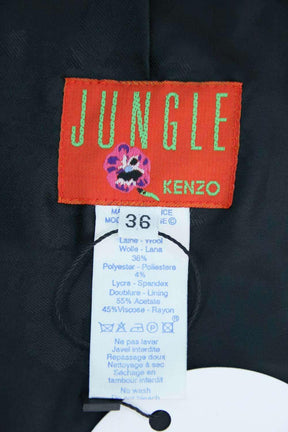 JUNGLE
KENZO
36
Laine - Wool
Wolle - Lana
36%
Polyester - Poliestere
4%
Lycra - Spandex
Doublure - Lining
55% Acetate
45%Viscose - Rayon
®
Ne pas laver
Javel interdite
Repassage doux
Nettoyage à sec
Séchage en
tambour interdit
No wash